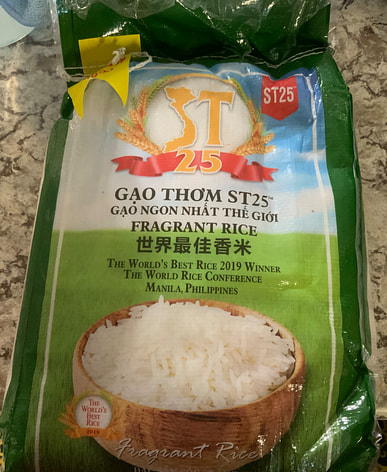 ST
25
ST25
GẠO THƠM ST25™
GẠO NGON NHẤT THẾ GIỚI
FRAGRANT RICE
世界最佳香米
THE WORLD'S BEST RICE 2019 WINNER
THE WORLD RICE CONFERENCE
MANILA, PHILIPPINES
THE
WORLD'S
BEST
RICE
2019
Fragrant Rice